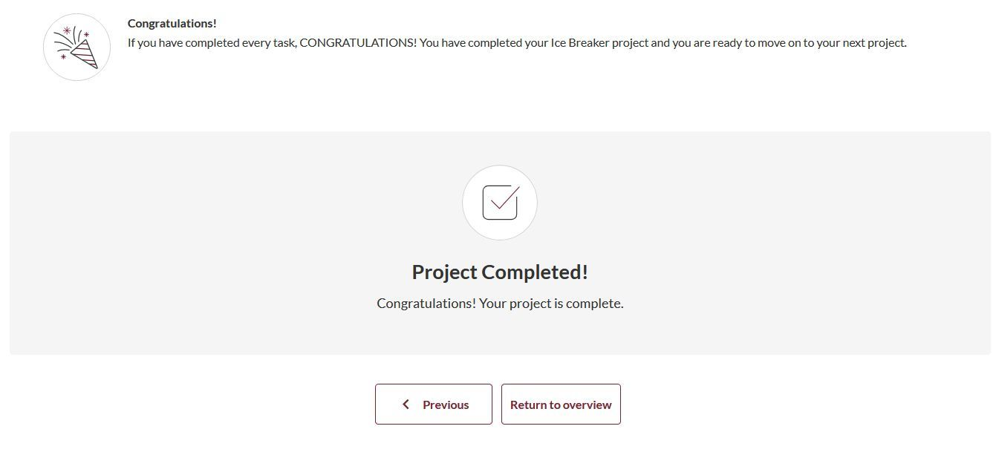 Congratulations!
If you have completed every task, CONGRATULATIONS! You have completed your Ice Breaker project and you are ready to move on to your next project.
Project Completed!
Congratulations! Your project is complete.
Previous
Return to overview